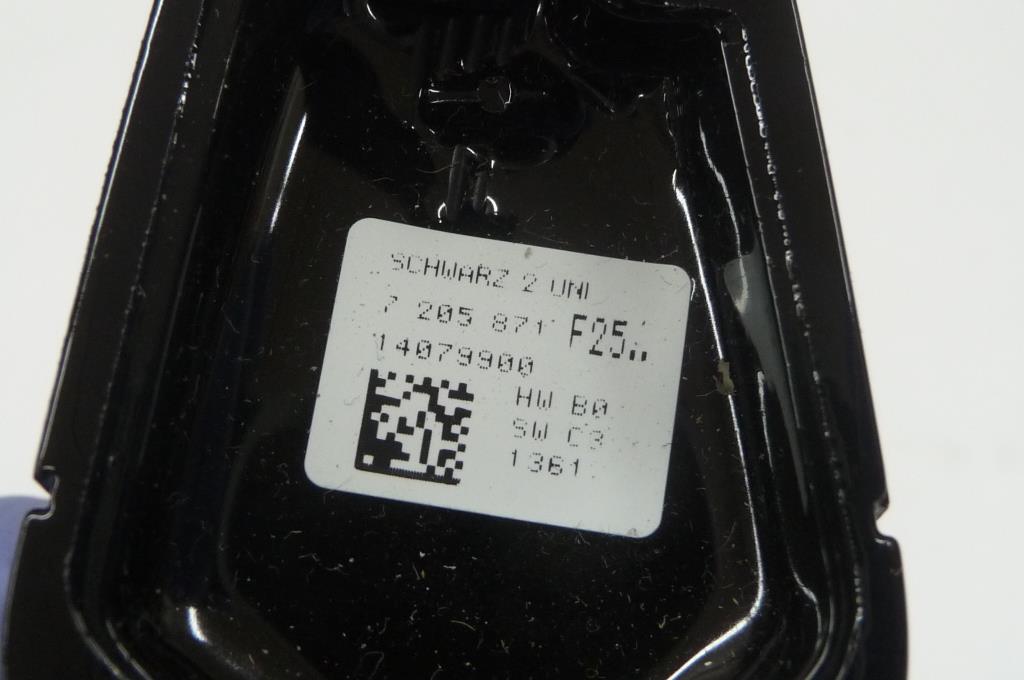 SCHWARZ 2 UNI
7 205 871 F25
14079900
HW B0
SW C3
1361